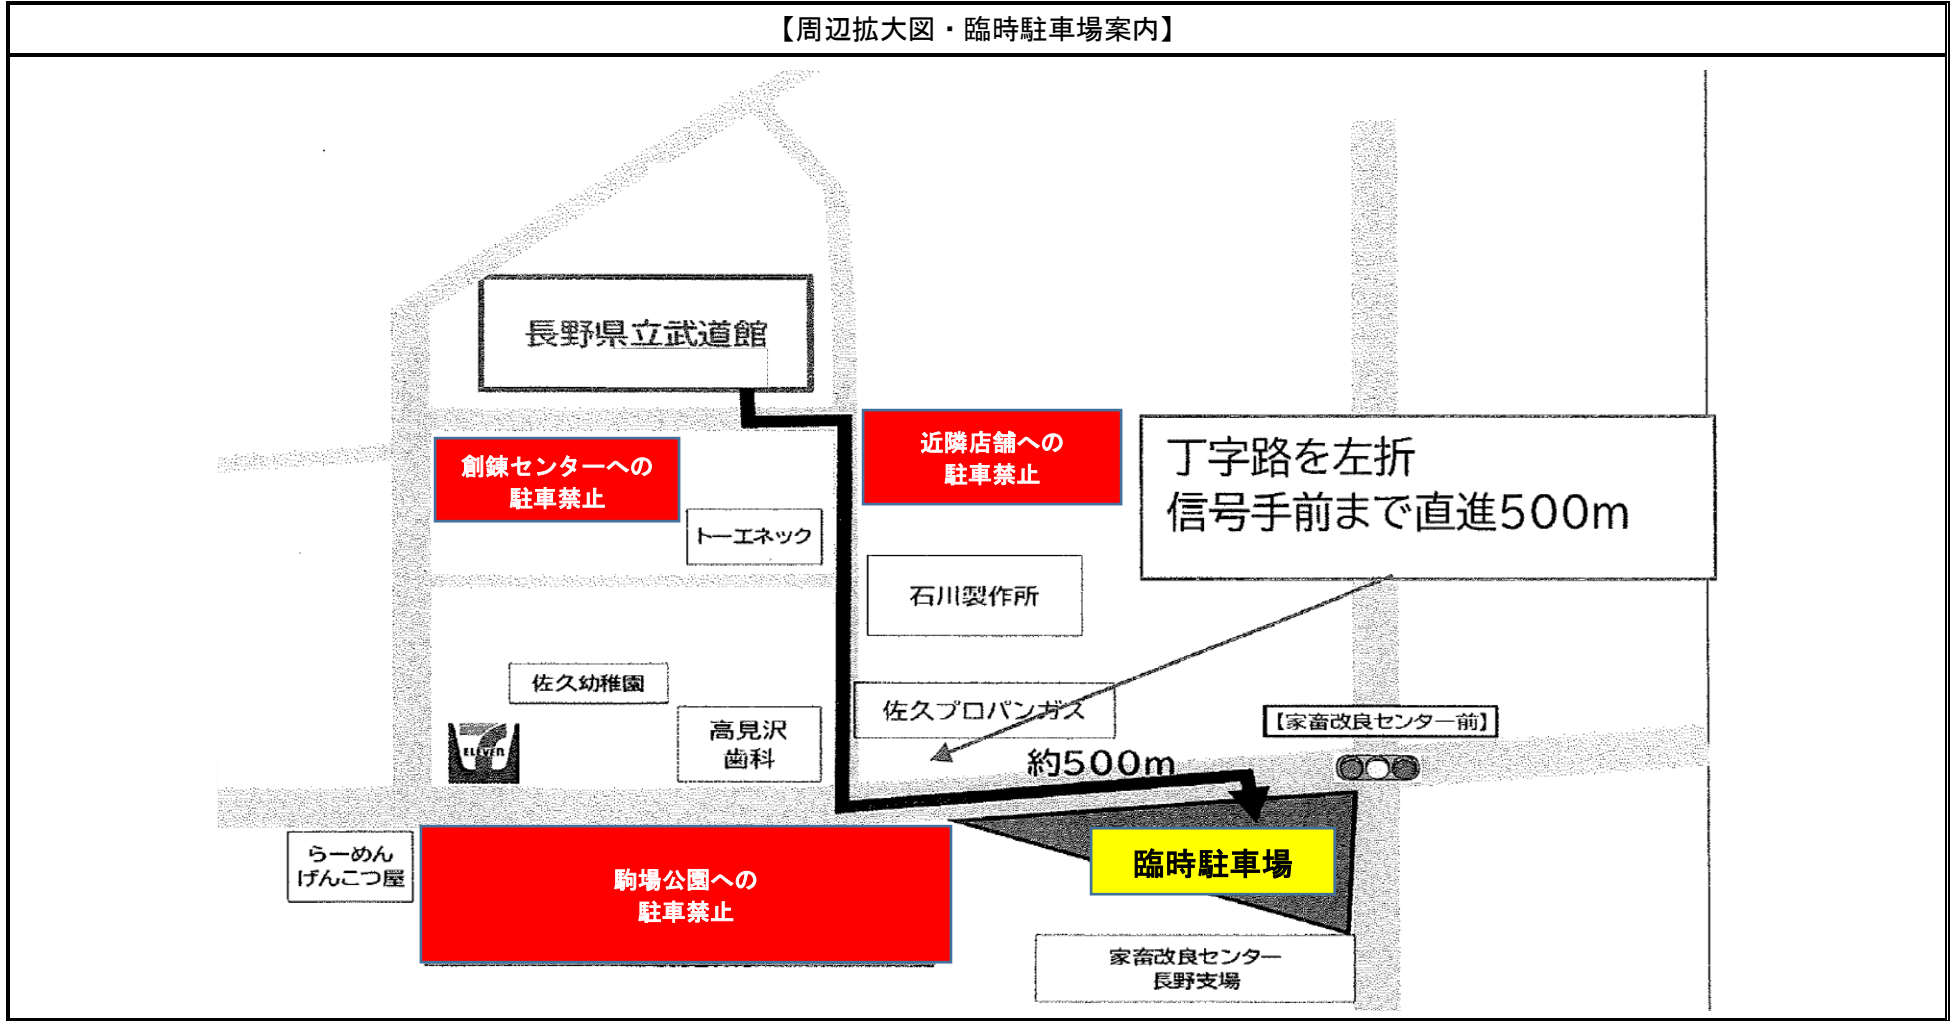 【周辺拡大図・臨時駐車場案内】
長野県立武道館
創錬センターへの
駐車禁止
近隣店舗への
駐車禁止
丁字路を左折
信号手前まで直進500m
トーエネック
石川製作所
佐久幼稚園
高見沢
歯科
佐久プロパンガス
【家畜改良センター前】
7
ELEVEn
約500m
らーめん
げんこつ屋
駒場公園への
駐車禁止
臨時駐車場
家畜改良センター
長野支場